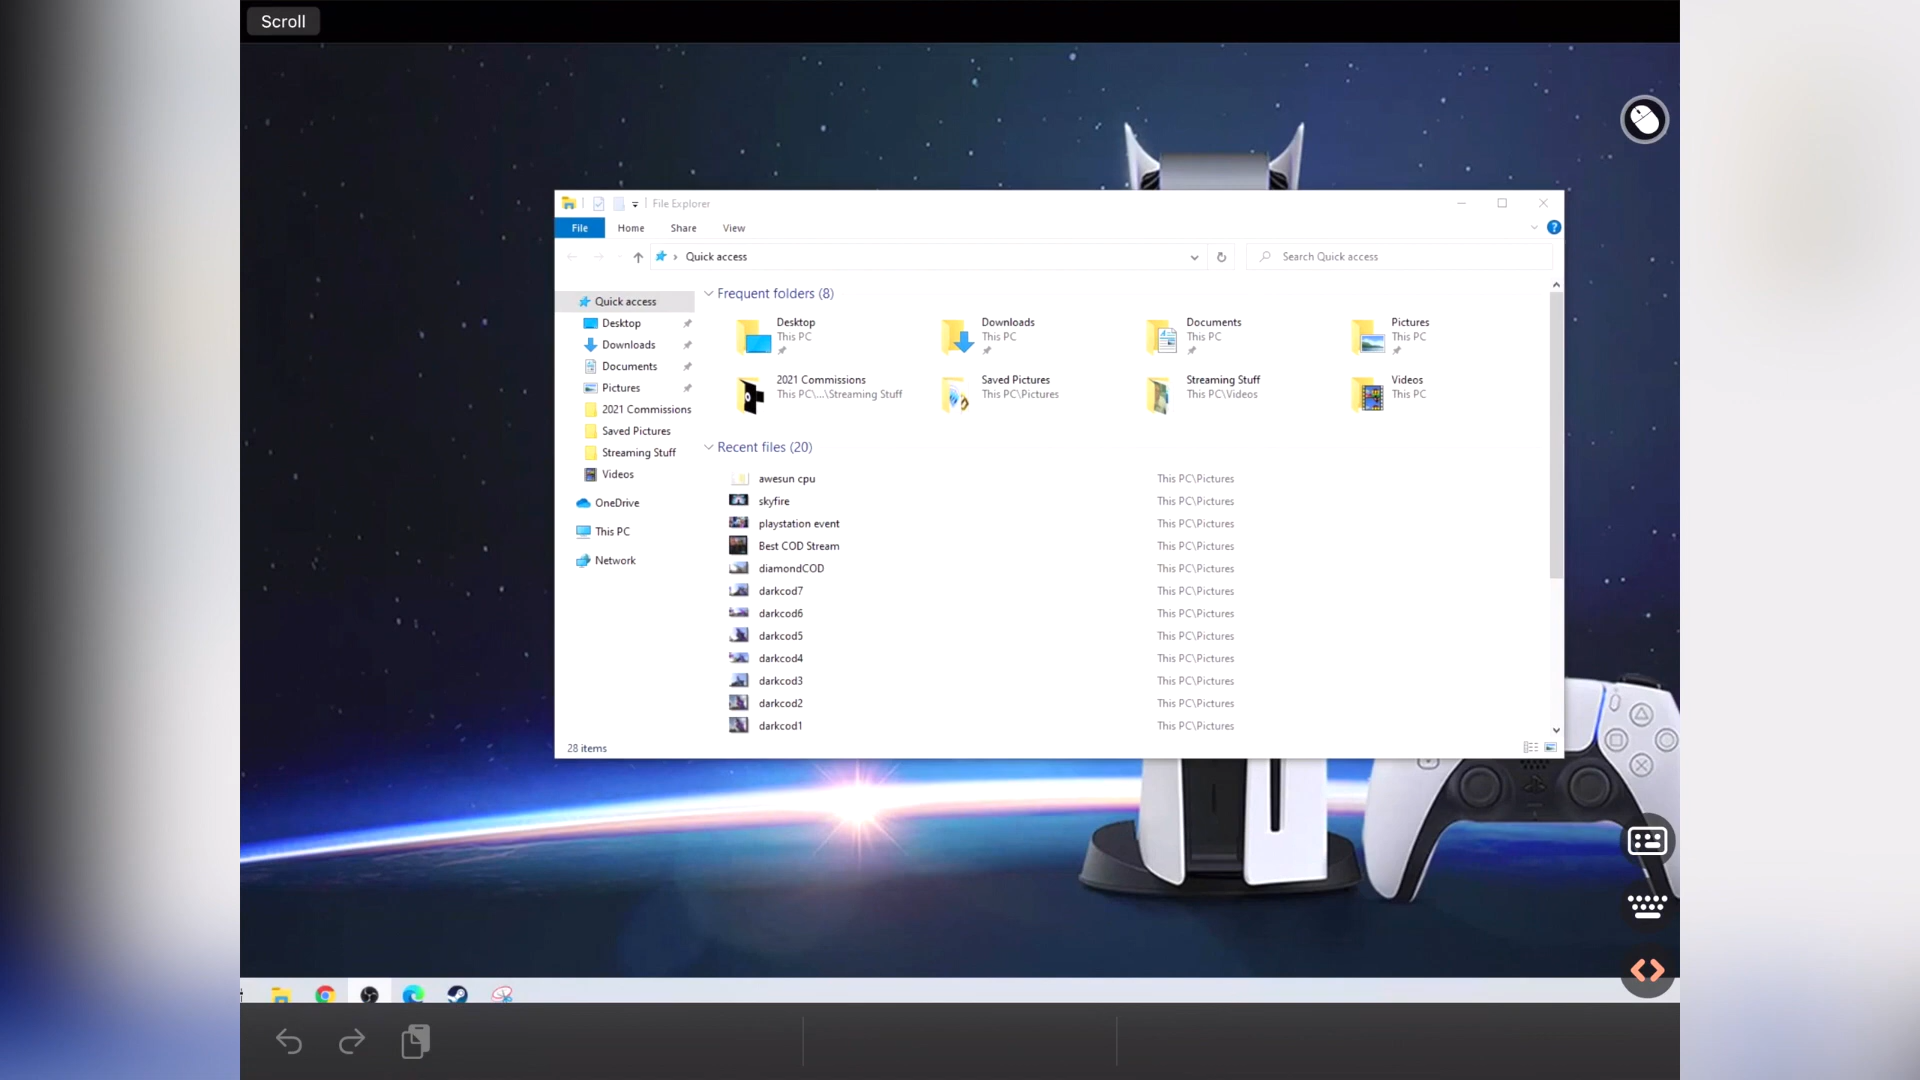 Scroll
File Explorer
File Home Share View
Quick access
Search Quick access
Quick access
Desktop
Downloads
Documents
Pictures
2021 Commissions
Saved Pictures
Streaming Stuff
Videos
OneDrive
This PC
Network
Frequent folders (8)
Desktop
This PC
Downloads
This PC
Documents
This PC
Pictures
This PC
2021 Commissions
This PC\...\Streaming Stuff
Saved Pictures
This PC\Pictures
Streaming Stuff
This PC\Videos
Videos
This PC
Recent files (20)
awesun cpu This PC\Pictures
skyfire This PC\Pictures
playstation event This PC\Pictures
Best COD Stream This PC\Pictures
diamondCOD This PC\Pictures
darkcod7 This PC\Pictures
darkcod6 This PC\Pictures
darkcod5 This PC\Pictures
darkcod4 This PC\Pictures
darkcod3 This PC\Pictures
darkcod2 This PC\Pictures
darkcod1 This PC\Pictures
28 items